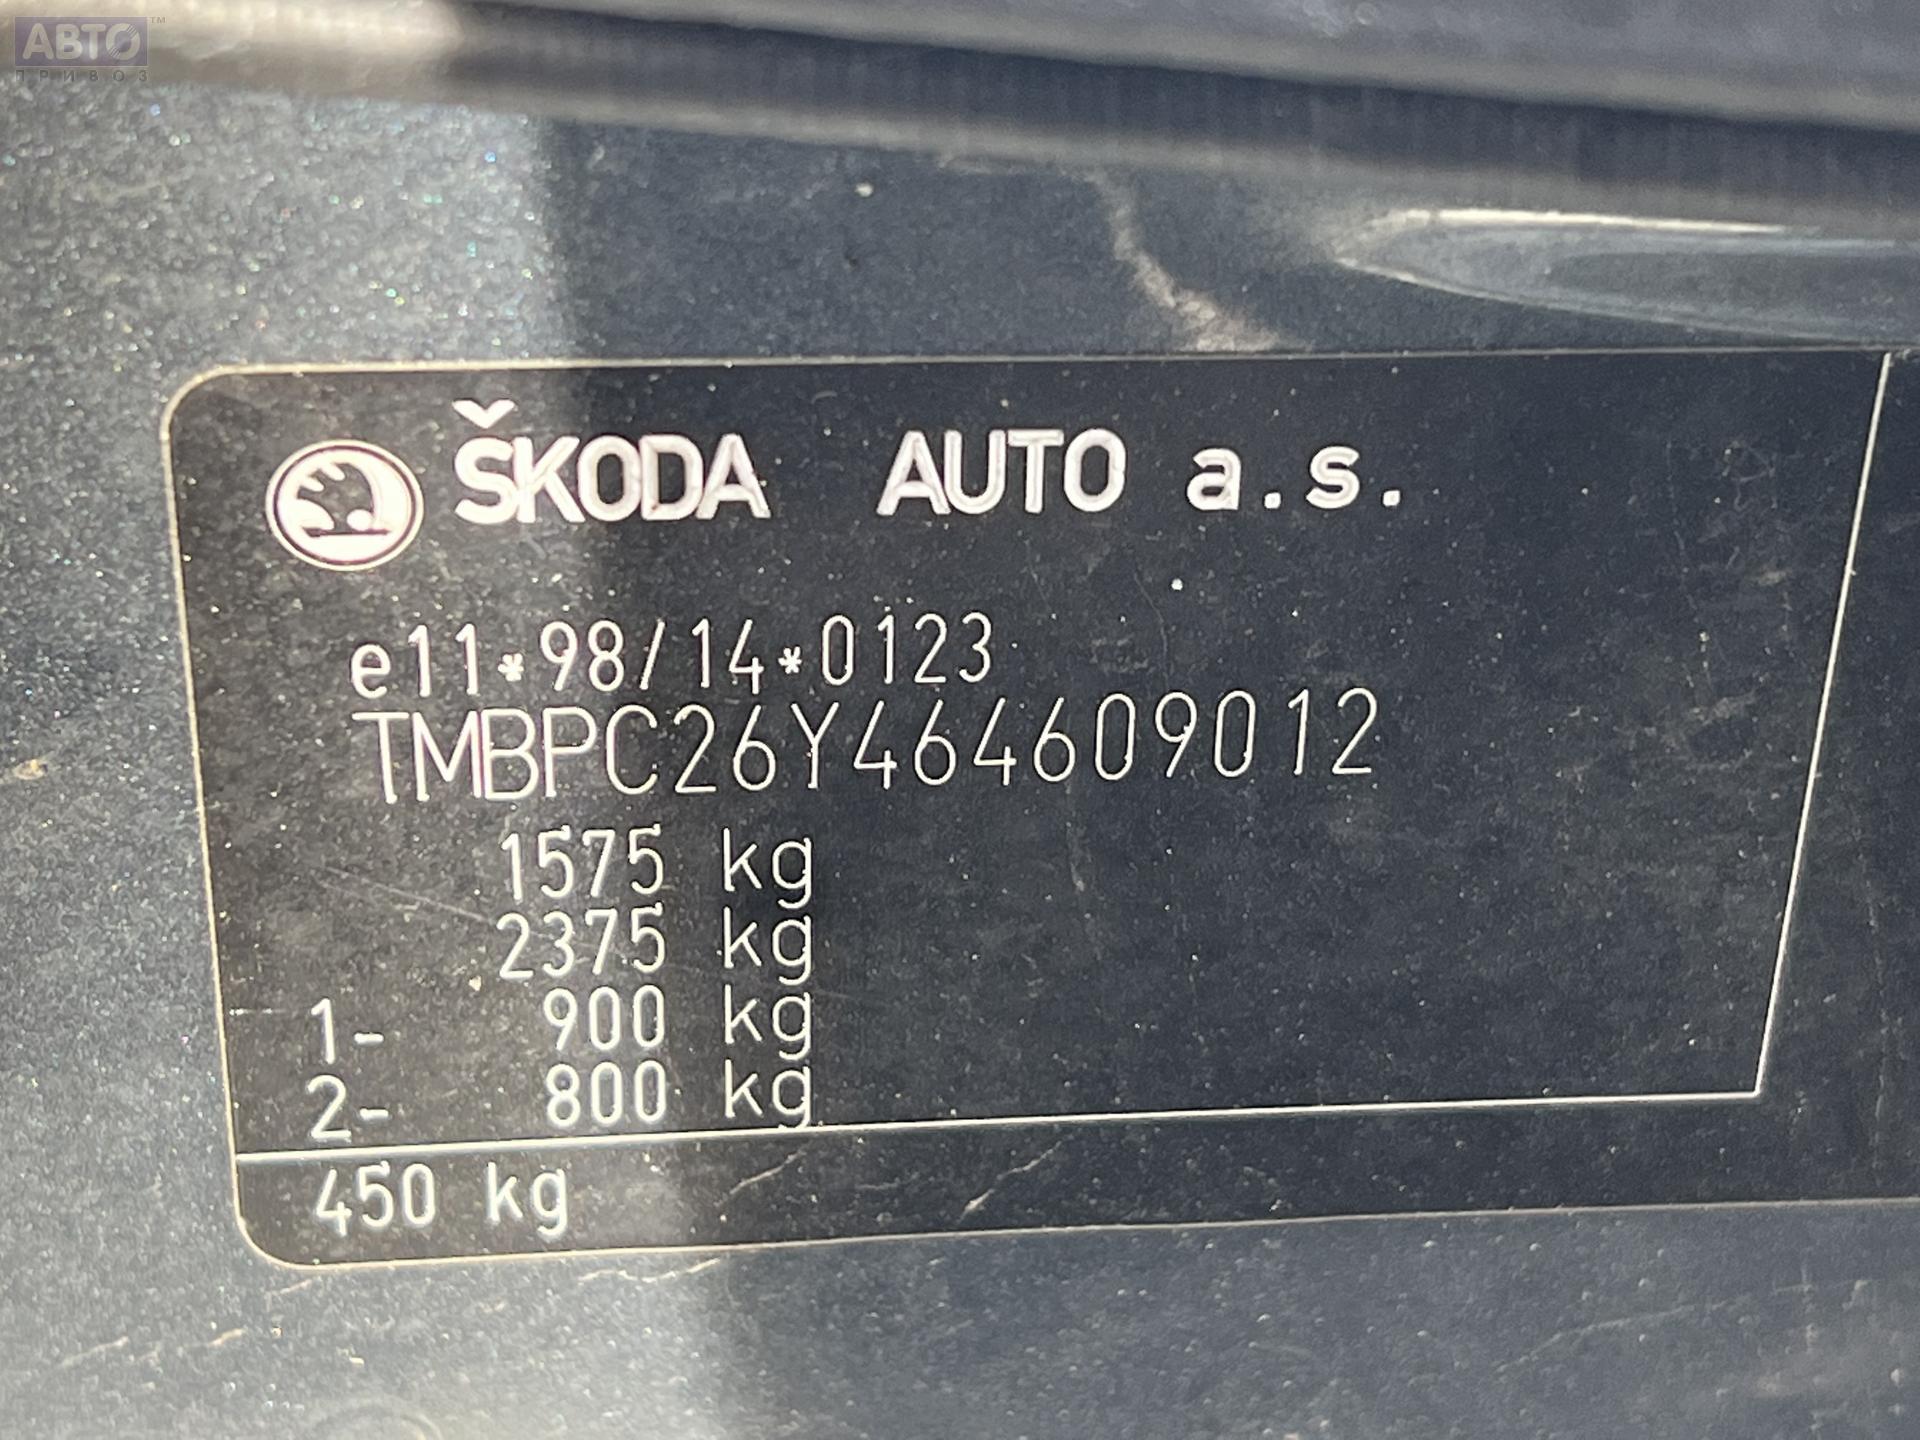 АВТО™
ПРИВОЗ
ŠKODA AUTO a.s.
e11*98/14*0123
TMBPC26Y464609012
1575 kg
2375 kg
1- 900 kg
2- 800 kg
450 kg